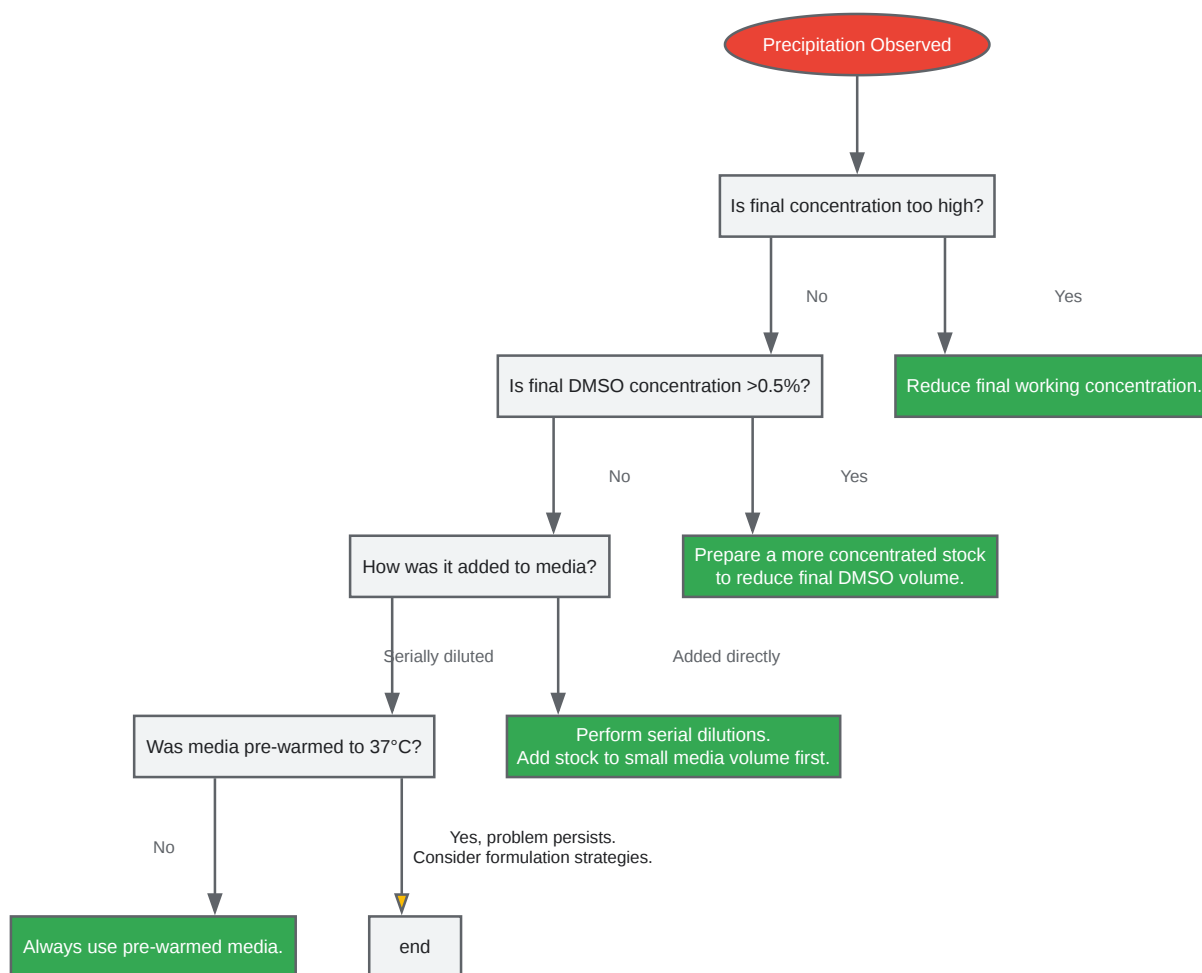 Precipitation Observed
Is final concentration too high?
No
Yes
Is final DMSO concentration >0.5%?
Reduce final working concentration.
No
Yes
How was it added to media?
Prepare a more concentrated stock
to reduce final DMSO volume.
Serially diluted
Added directly
Was media pre-warmed to 37°C?
Perform serial dilutions.
Add stock to small media volume first.
No
Yes, problem persists.
Consider formulation strategies.
Always use pre-warmed media.
end